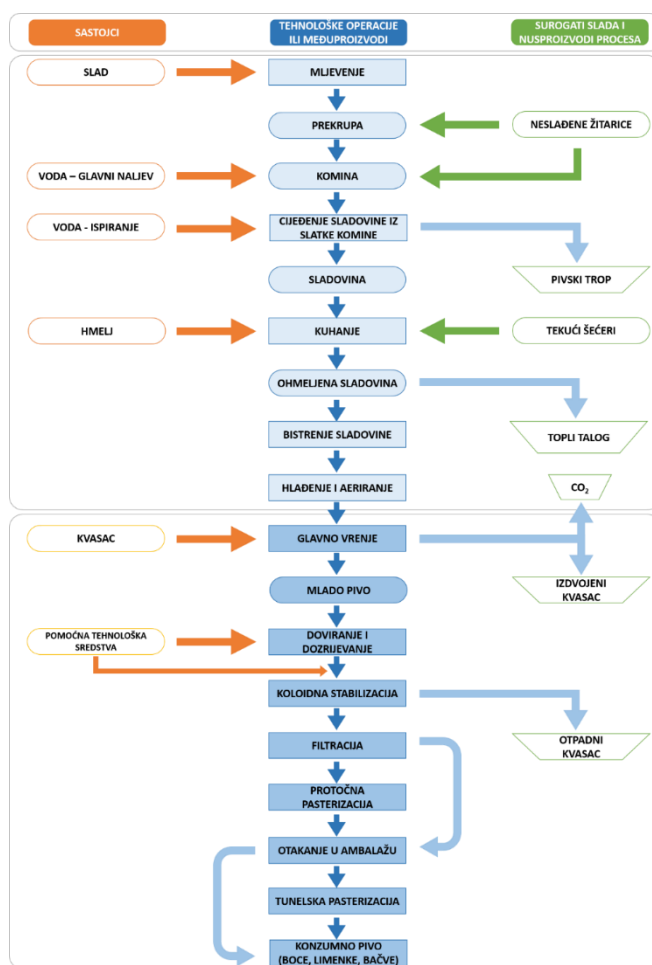 SASTOJCI
TEHNOLOŠKE OPERACIJE
ILI MEĐUPROIZVODI
SUROGATI SLADA I
NUSPROIZVODI PROCESA
SLAD
MLJEVENJE
PREKRUPA
NESLAĐENE ŽITARICE
VODA – GLAVNI NALJEV
KOMINA
VODA - ISPIRANJE
CIJEĐENJE SLADOVINE IZ
SLATKE KOMINE
SLADOVINA
PIVSKI TROP
HMELJ
KUHANJE
TEKUĆI ŠEĆERI
OHMELJENA SLADOVINA
BISTRENJE SLADOVINE
TOPLI TALOG
HLAĐENJE I AERIRANJE
CO₂
KVASAC
GLAVNO VRENJE
MLADO PIVO
IZDVOJENI
KVASAC
POMOĆNA TEHNOLOŠKA
SREDSTVA
DOVIRANJE I
DOZRIJEVANJE
KOLOIDNA STABILIZACIJA
FILTRACIJA
OTPADNI
KVASAC
PROTOČNA
PASTERIZACIJA
OTAKANJE U AMBALAŽU
TUNELSKA PASTERIZACIJA
KONZUMNO PIVO
(BOCE, LIMENKE, BAČVE)